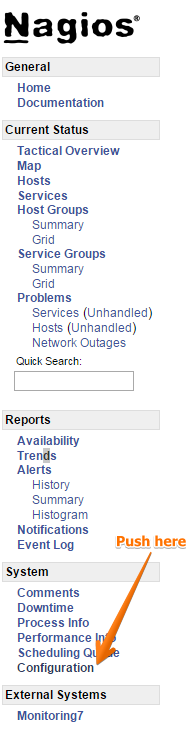 Nagios®
General
Home
Documentation
Current Status
Tactical Overview
Map
Hosts
Services
Host Groups
Summary
Grid
Service Groups
Summary
Grid
Problems
Services (Unhandled)
Hosts (Unhandled)
Network Outages
Quick Search:
Reports
Availability
Trends
Alerts
History
Summary
Histogram
Notifications
Event Log
Push here
System
Comments
Downtime
Process Info
Performance Info
Scheduling Queue
Configuration
External Systems
Monitoring7